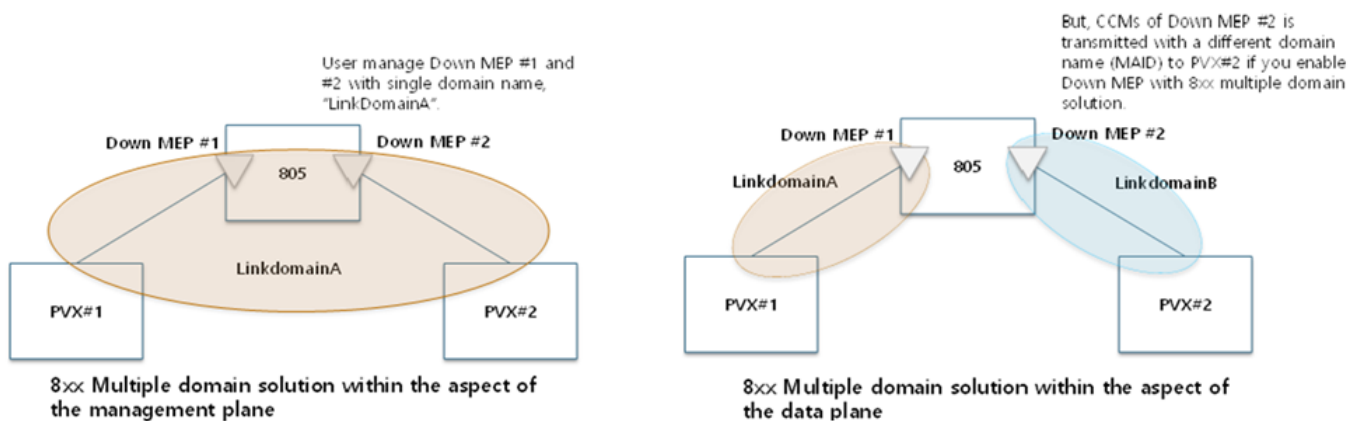 User manage Down MEP #1 and
#2 with single domain name,
"LinkDomainA".
Down MEP #1
Down MEP #2
805
LinkdomainA
PVX#1
PVX#2
8xx Multiple domain solution within the aspect of
the management plane
But, CCMs of Down MEP #2 is
transmitted with a different domain
name (MAID) to PVX#2 if you enable
Down MEP with 8xx multiple domain
solution.
Down MEP #1
Down MEP #2
805
LinkdomainA
LinkdomainB
PVX#1
PVX#2
8xx Multiple domain solution within the aspect of
the data plane